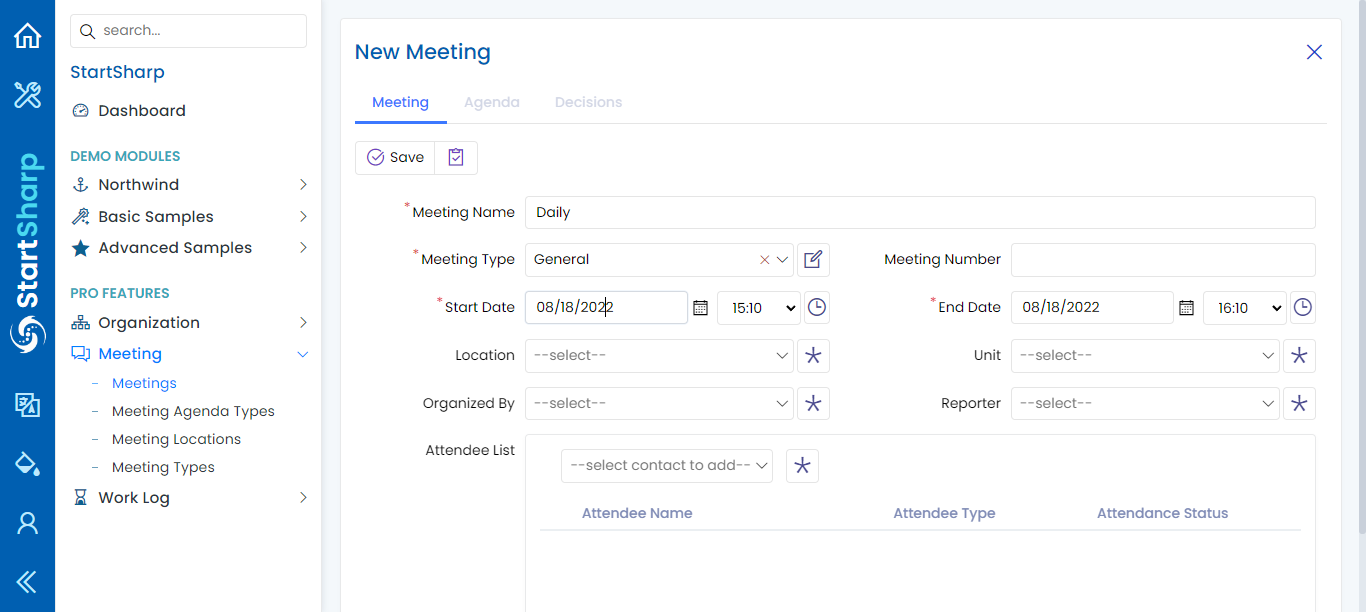 StartSharp
search...
StartSharp
Dashboard
DEMO MODULES
Northwind
Basic Samples
Advanced Samples
PRO FEATURES
Organization
Meeting
– Meetings
– Meeting Agenda Types
– Meeting Locations
– Meeting Types
Work Log
New Meeting
Meeting Agenda Decisions
Save
*Meeting Name Daily
*Meeting Type General Meeting Number
*Start Date 08/18/2022 15:10 *End Date 08/18/2022 16:10
Location --select-- Unit --select--
Organized By --select-- Reporter --select--
Attendee List
--select contact to add--
Attendee Name Attendee Type Attendance Status